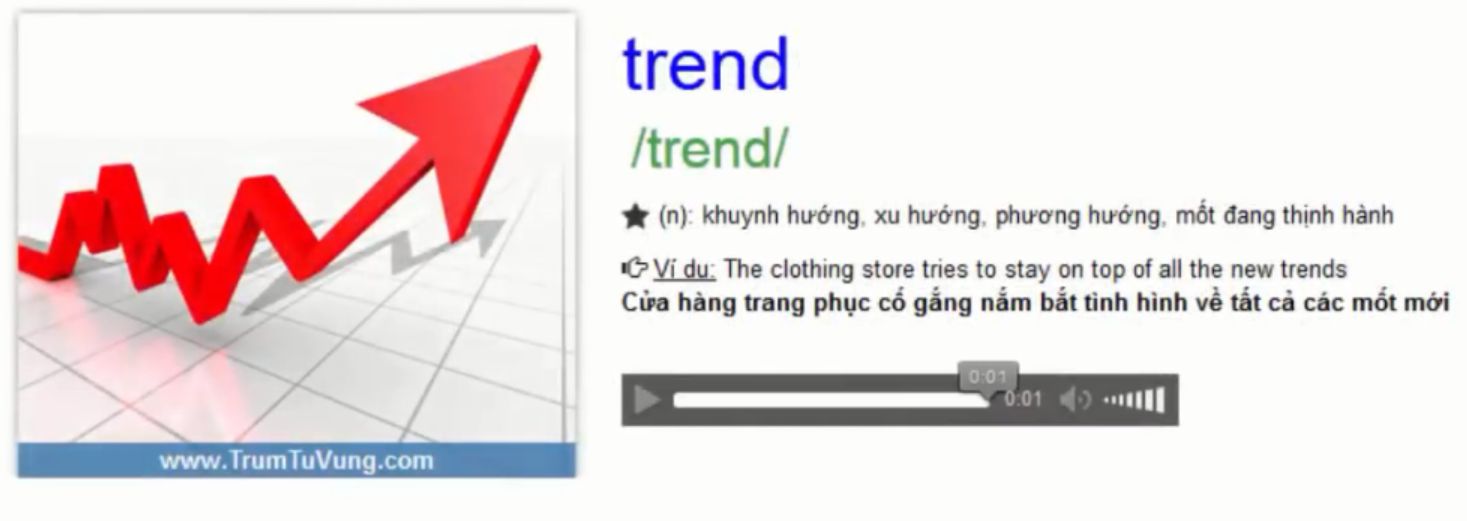 trend
/trend/
(n): khuynh hướng, xu hướng, phương hướng, mốt đang thịnh hành
Ví dụ: The clothing store tries to stay on top of all the new trends
Cửa hàng trang phục cố gắng nắm bắt tình hình về tất cả các mốt mới
0:01
0:01
www.TrumTuVung.com